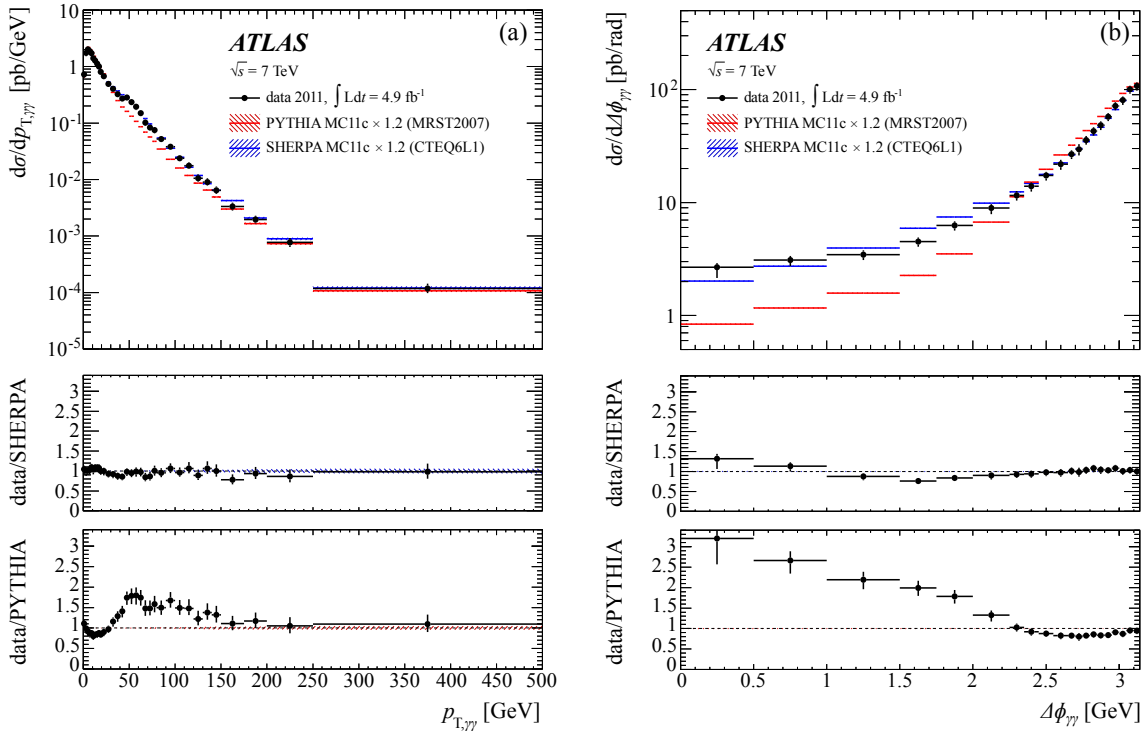 (a)
ATLAS
√s = 7 TeV
data 2011, ∫ Ldt = 4.9 fb⁻¹
PYTHIA MC11c × 1.2 (MRST2007)
SHERPA MC11c × 1.2 (CTEQ6L1)
dσ/dp_T,γγ [pb/GeV]
10
1
10⁻¹
10⁻²
10⁻³
10⁻⁴
10⁻⁵
data/SHERPA
3
2.5
2
1.5
1
0.5
0
data/PYTHIA
3
2.5
2
1.5
1
0.5
0
0 50 100 150 200 250 300 350 400 450 500
p_T,γγ [GeV]
(b)
ATLAS
√s = 7 TeV
data 2011, ∫ Ldt = 4.9 fb⁻¹
PYTHIA MC11c × 1.2 (MRST2007)
SHERPA MC11c × 1.2 (CTEQ6L1)
dσ/dΔϕ_γγ [pb/rad]
10²
10
1
data/SHERPA
3
2.5
2
1.5
1
0.5
0
data/PYTHIA
3
2.5
2
1.5
1
0.5
0
0 0.5 1 1.5 2 2.5 3
Δϕ_γγ [GeV]